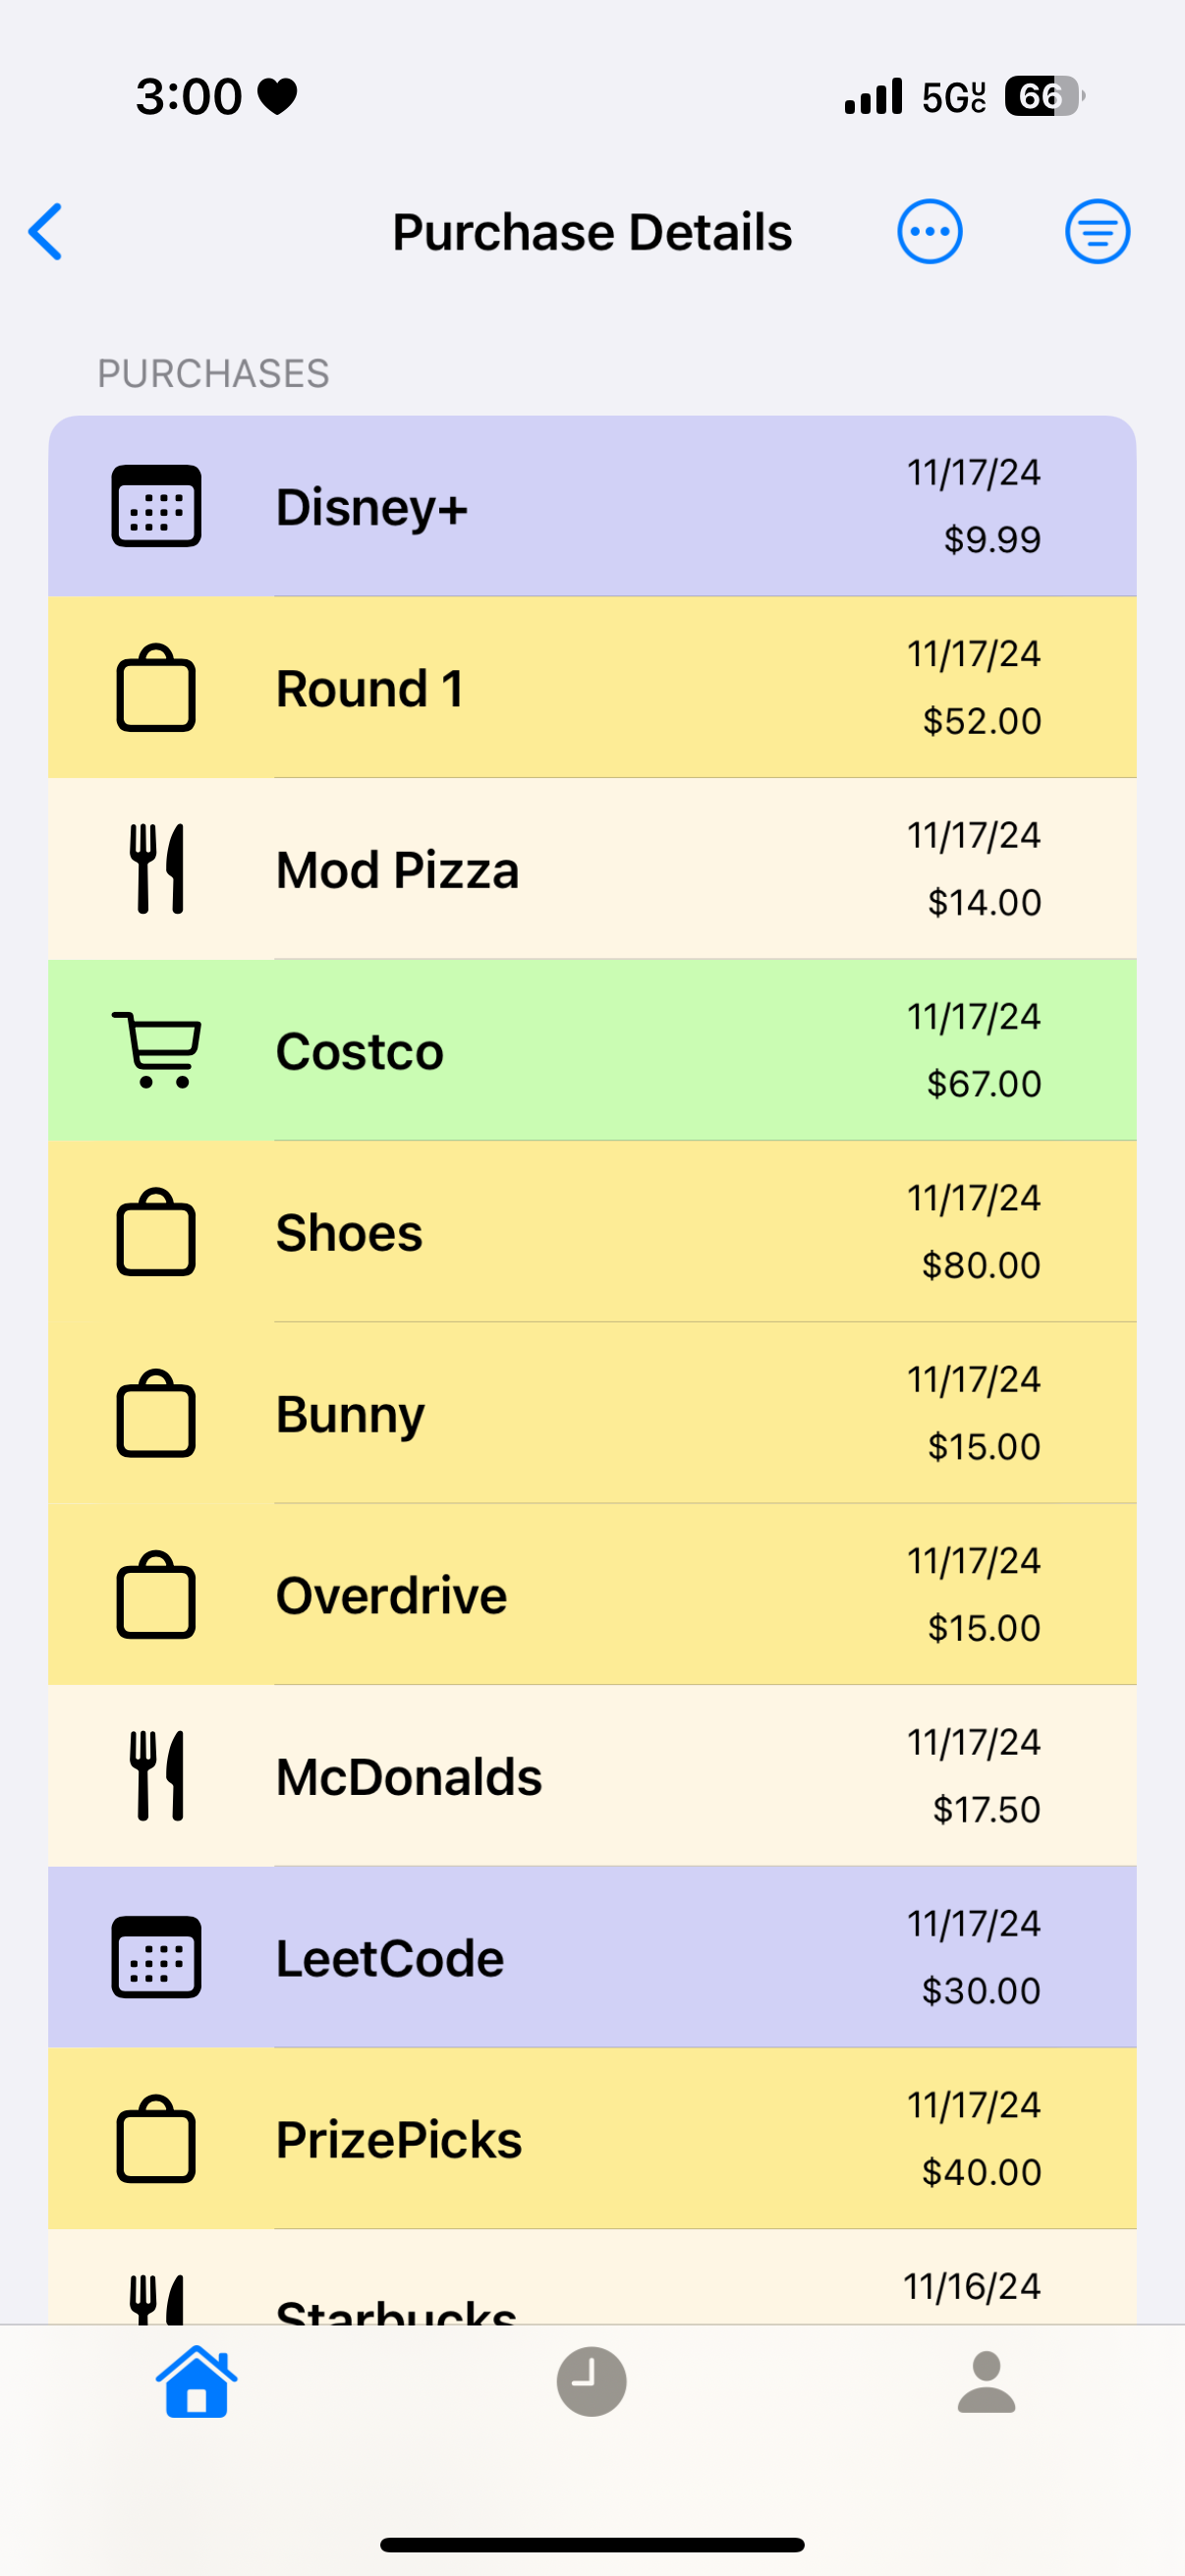 3:00
5G UC 66
Purchase Details
PURCHASES
Disney+
11/17/24
$9.99
Round 1
11/17/24
$52.00
Mod Pizza
11/17/24
$14.00
Costco
11/17/24
$67.00
Shoes
11/17/24
$80.00
Bunny
11/17/24
$15.00
Overdrive
11/17/24
$15.00
McDonalds
11/17/24
$17.50
LeetCode
11/17/24
$30.00
PrizePicks
11/17/24
$40.00
Starbucks
11/16/24